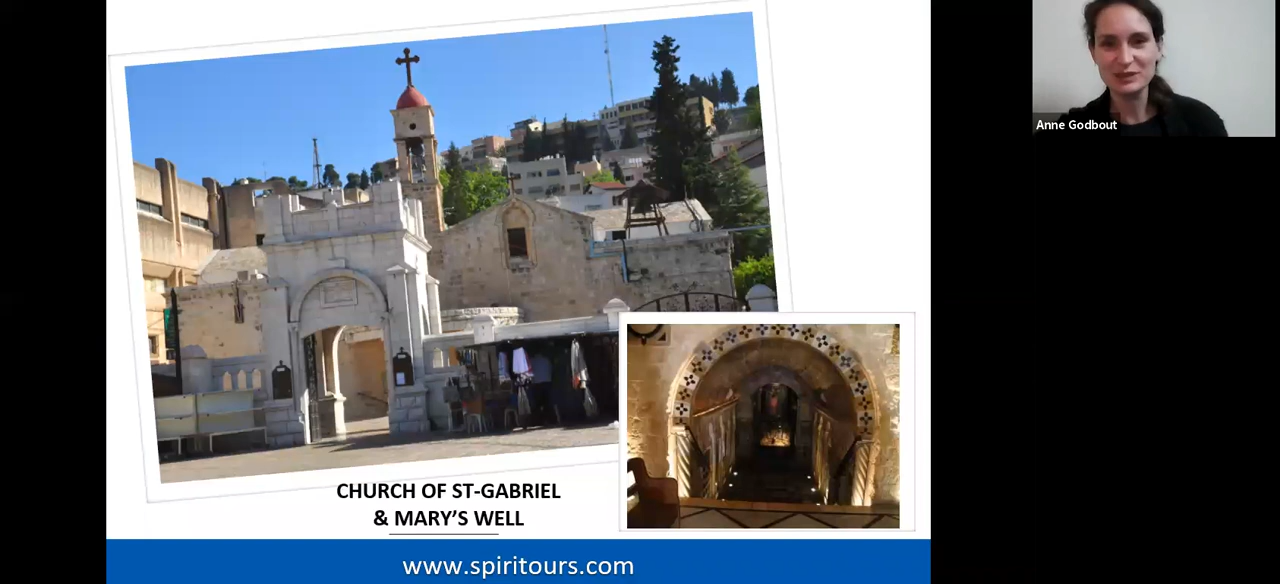 Anne Godbout
CHURCH OF ST-GABRIEL
& MARY'S WELL
www.spiritours.com